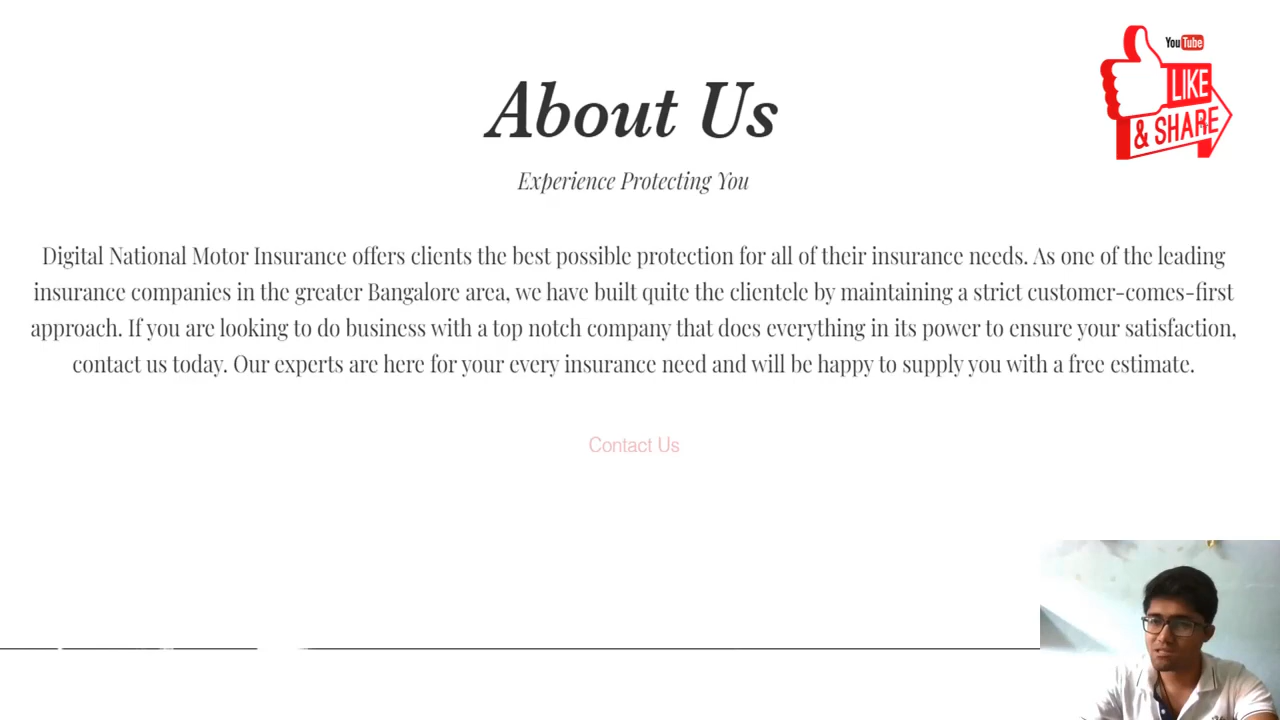 YouTube
LIKE
& SHARE
About Us
Experience Protecting You
Digital National Motor Insurance offers clients the best possible protection for all of their insurance needs. As one of the leading
insurance companies in the greater Bangalore area, we have built quite the clientele by maintaining a strict customer-comes-first
approach. If you are looking to do business with a top notch company that does everything in its power to ensure your satisfaction,
contact us today. Our experts are here for your every insurance need and will be happy to supply you with a free estimate.
Contact Us